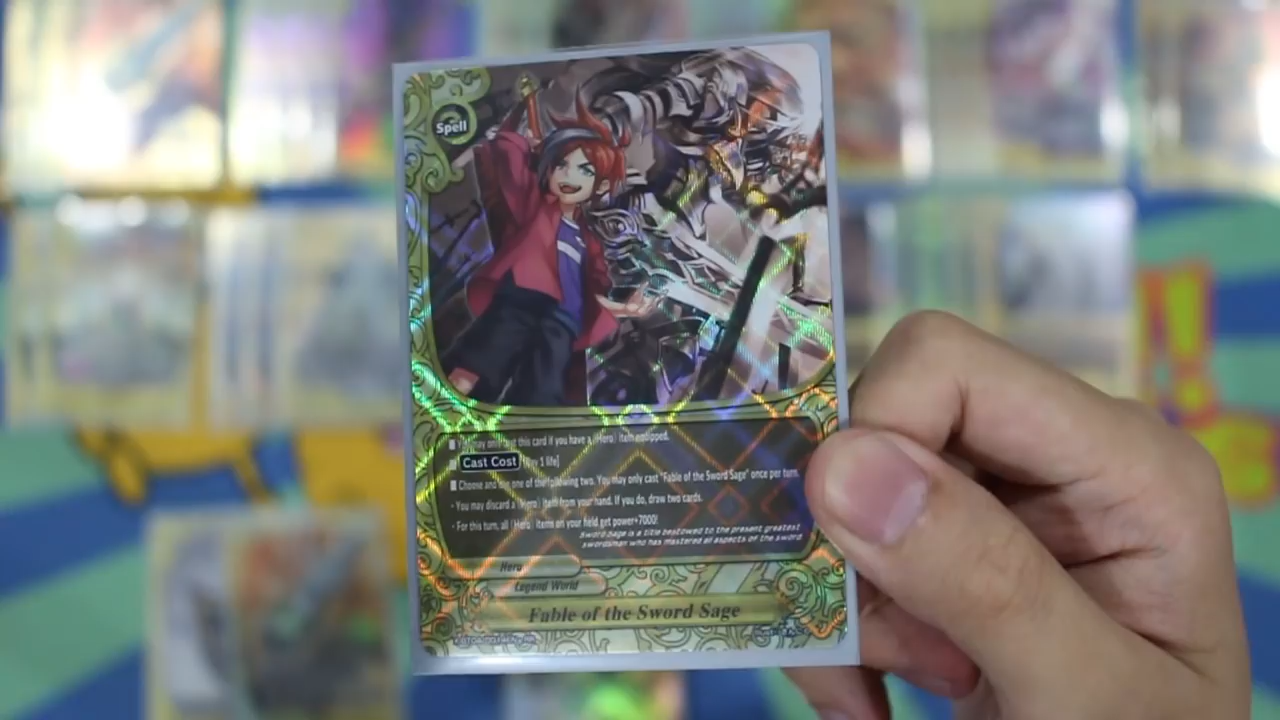 Spell
You may only cast this card if you have a [Hero] item equipped.
Cast Cost [Pay 1 life]
Choose and use one of the following two. You may only cast "Fable of the Sword Sage" once per turn.
· You may discard a [Hero] item from your hand. If you do, draw two cards.
· For this turn, all [Hero] items on your field get power+7000!
Sword Sage is a title bestowed to the present greatest
swordsman who has mastered all aspects of the sword
Hero
Legend World
Fable of the Sword Sage